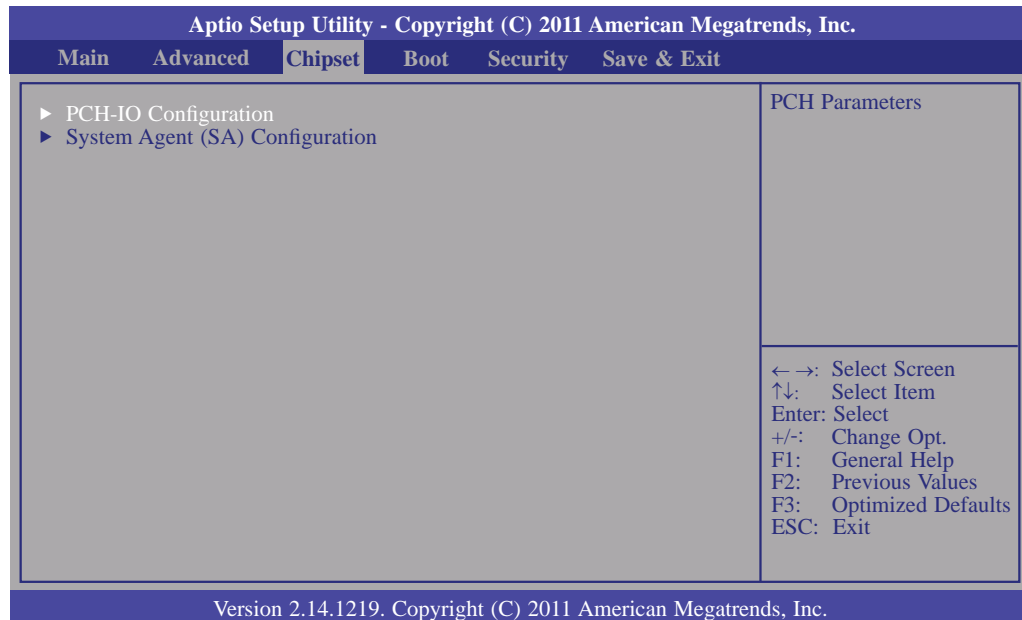 Aptio Setup Utility - Copyright (C) 2011 American Megatrends, Inc.
Main Advanced Chipset Boot Security Save & Exit
► PCH-IO Configuration
► System Agent (SA) Configuration
PCH Parameters
← →: Select Screen
↑↓: Select Item
Enter: Select
+/-: Change Opt.
F1: General Help
F2: Previous Values
F3: Optimized Defaults
ESC: Exit
Version 2.14.1219. Copyright (C) 2011 American Megatrends, Inc.